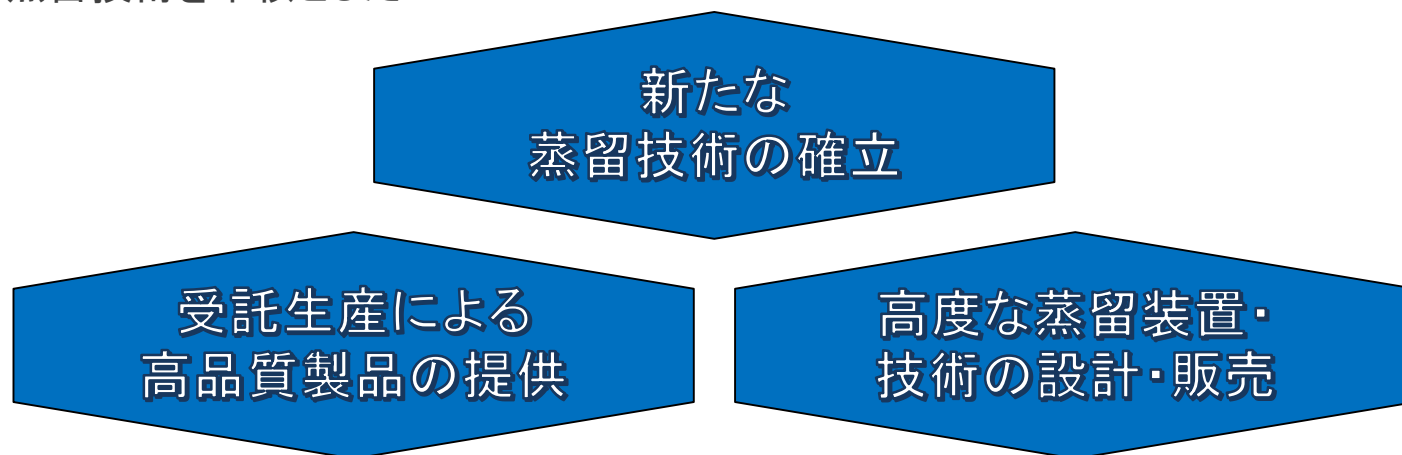 新たな
蒸留技術の確立
受託生産による
高品質製品の提供
高度な蒸留装置・
技術の設計・販売